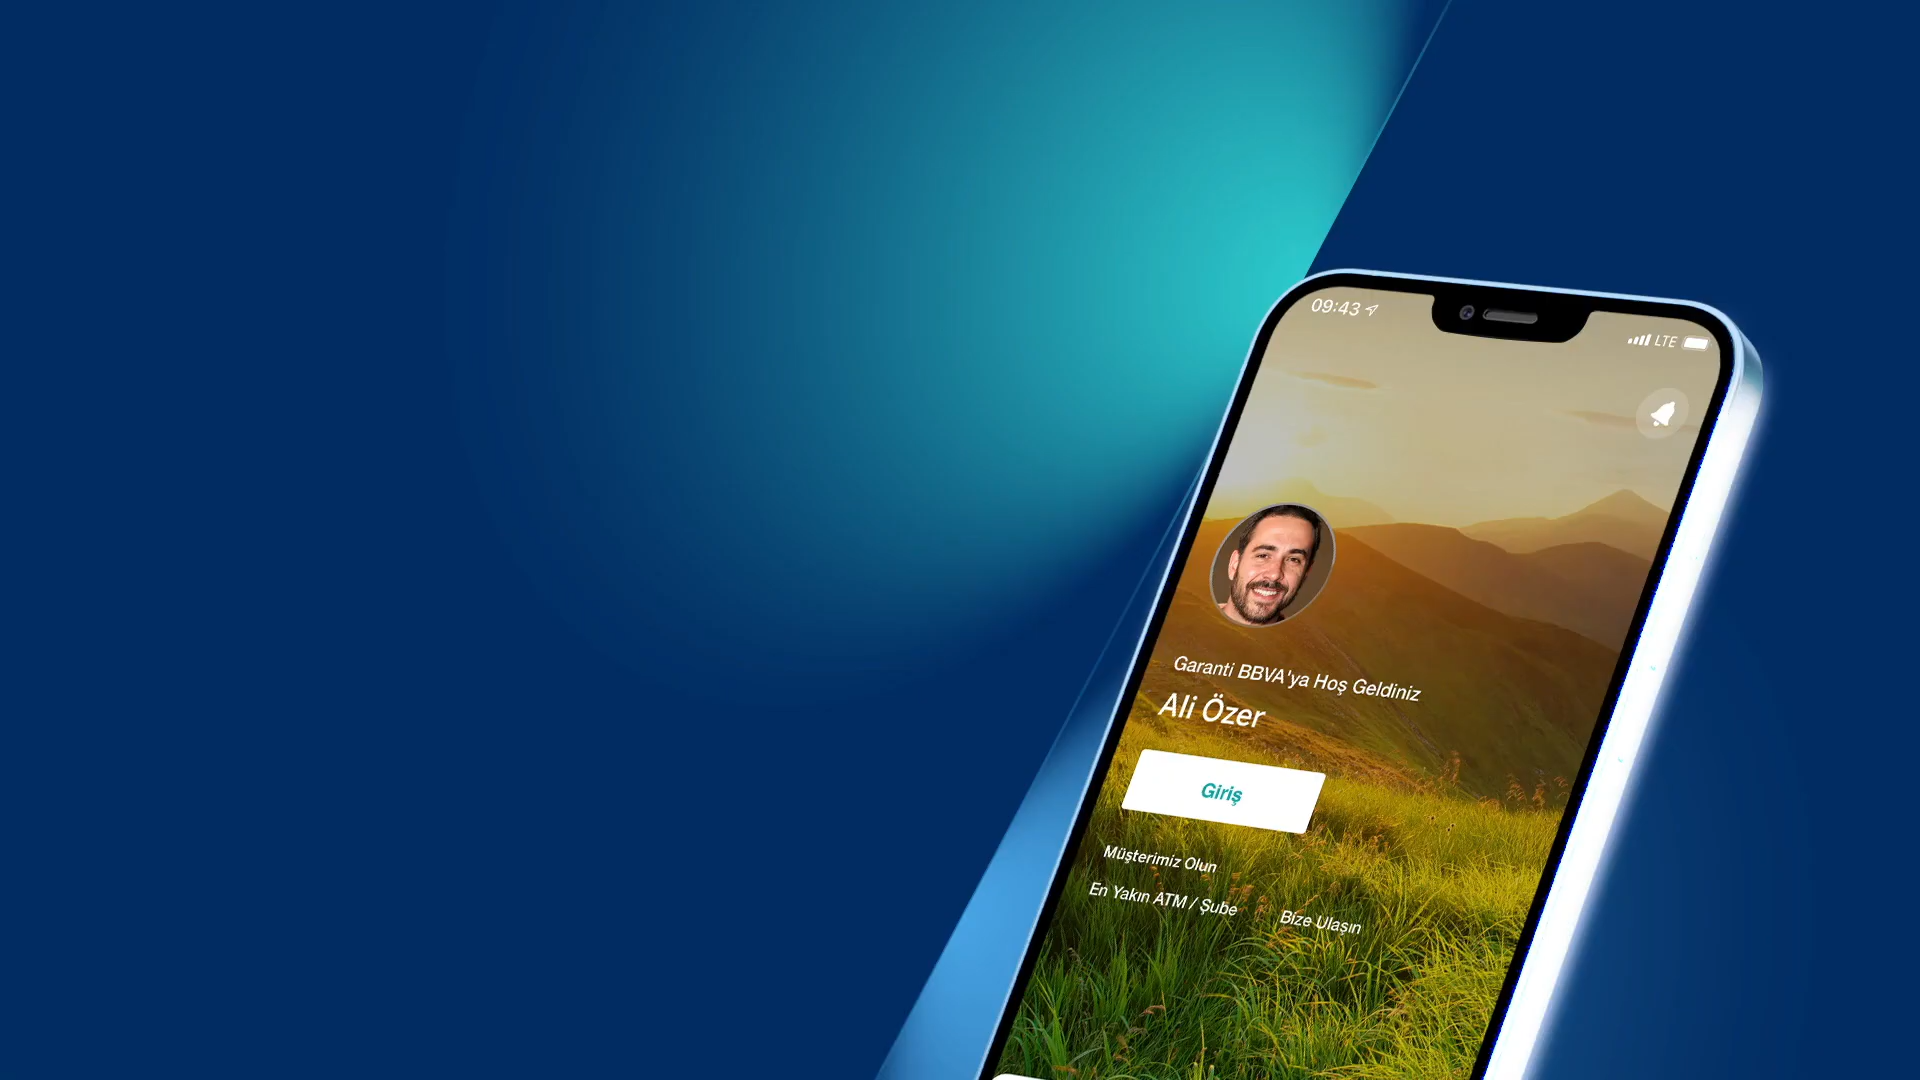 09:43
LTE
Garanti BBVA'ya Hoş Geldiniz
Ali Özer
Giriş
Müşterimiz Olun
En Yakın ATM / Şube
Bize Ulaşın